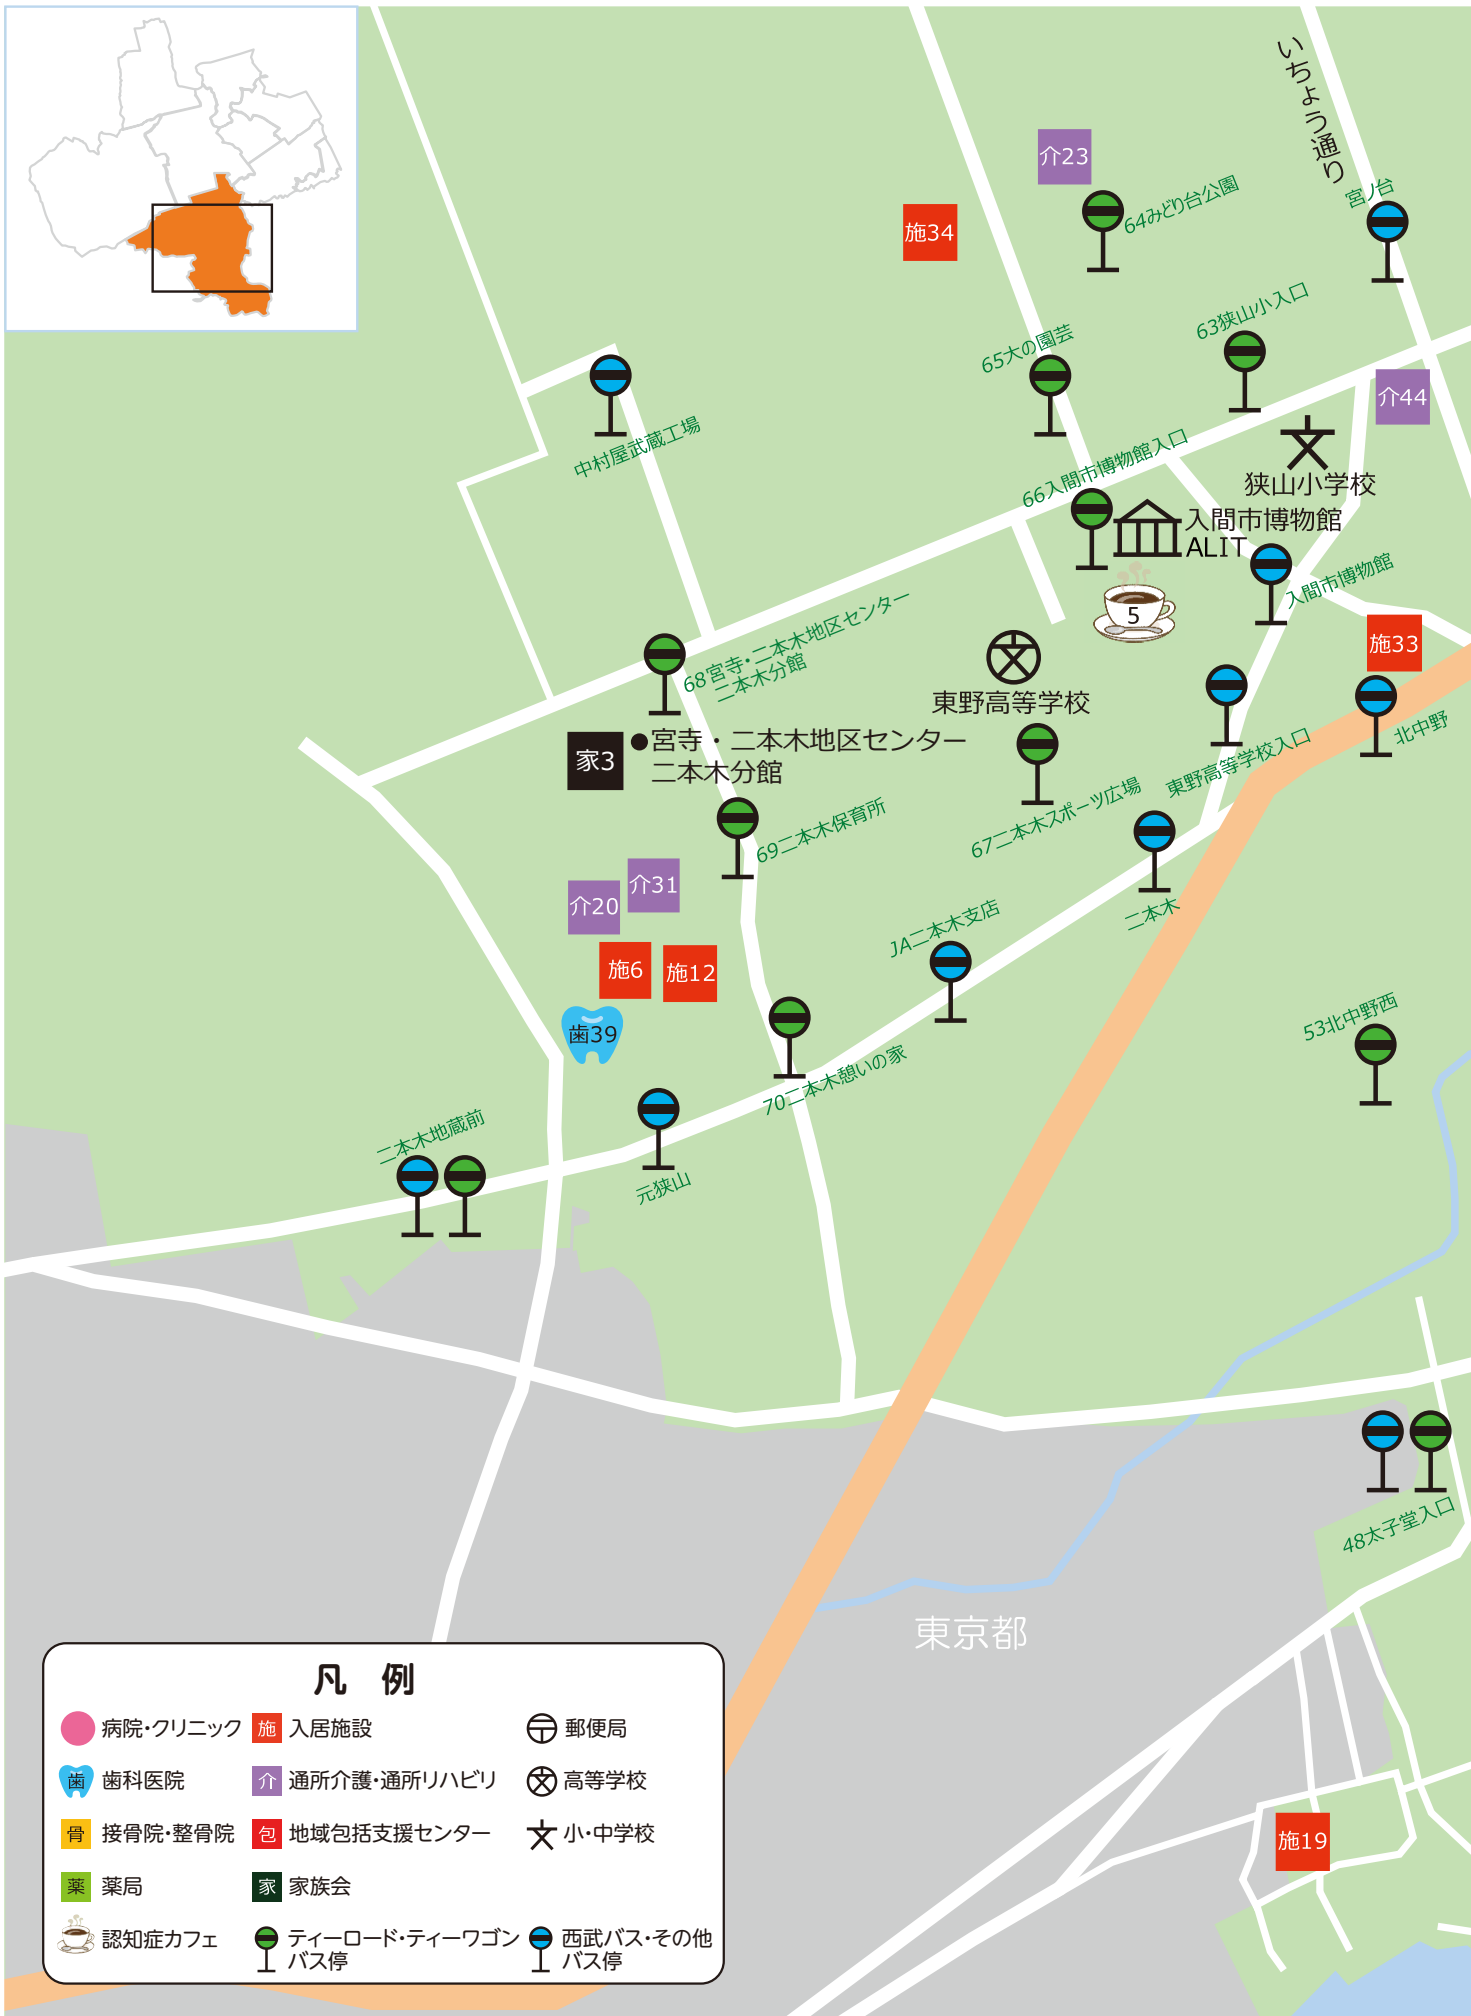 いちょう通り
介23
64みどり台公園
宮ノ台
施34
63狭山小入口
65大の園芸
介44
中村屋武蔵工場
66入間市博物館入口
狭山小学校
入間市博物館
ALIT
入間市博物館
5
施33
68宮寺・二本木地区センター
二本木分館
東野高等学校
北中野
家3
宮寺・二本木地区センター
二本木分館
東野高等学校入口
67二本木スポーツ広場
69二本木保育所
介31
介20
二本木
JA二本木支店
施6
施12
歯39
53北中野西
70二本木憩いの家
二本木地蔵前
元狭山
48太子堂入口
東京都
施19
凡 例
病院・クリニック
施 入居施設
郵便局
歯 歯科医院
介 通所介護・通所リハビリ
高等学校
骨 接骨院・整骨院
包 地域包括支援センター
小・中学校
薬 薬局
家 家族会
認知症カフェ
ティーロード・ティーワゴン
バス停
西武バス・その他
バス停